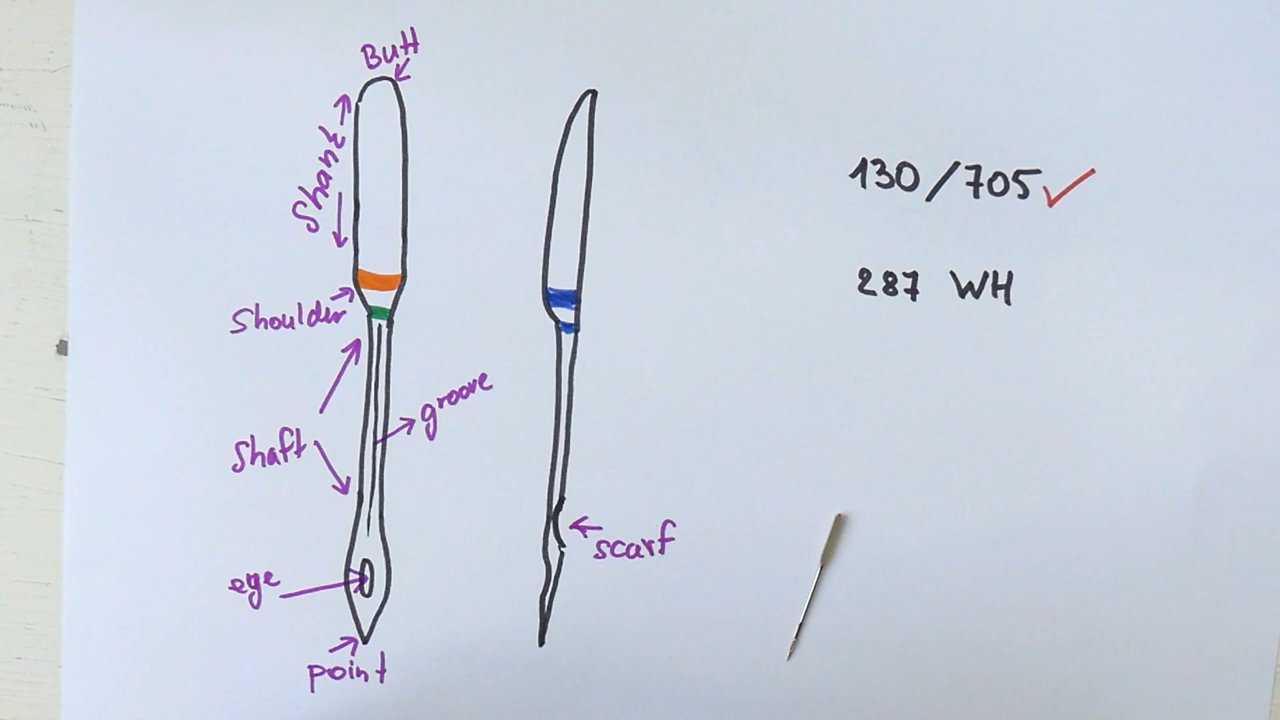 Butt
Shank
Shoulder
groove
Shaft
eye
point
scarf
130/705
287 WH